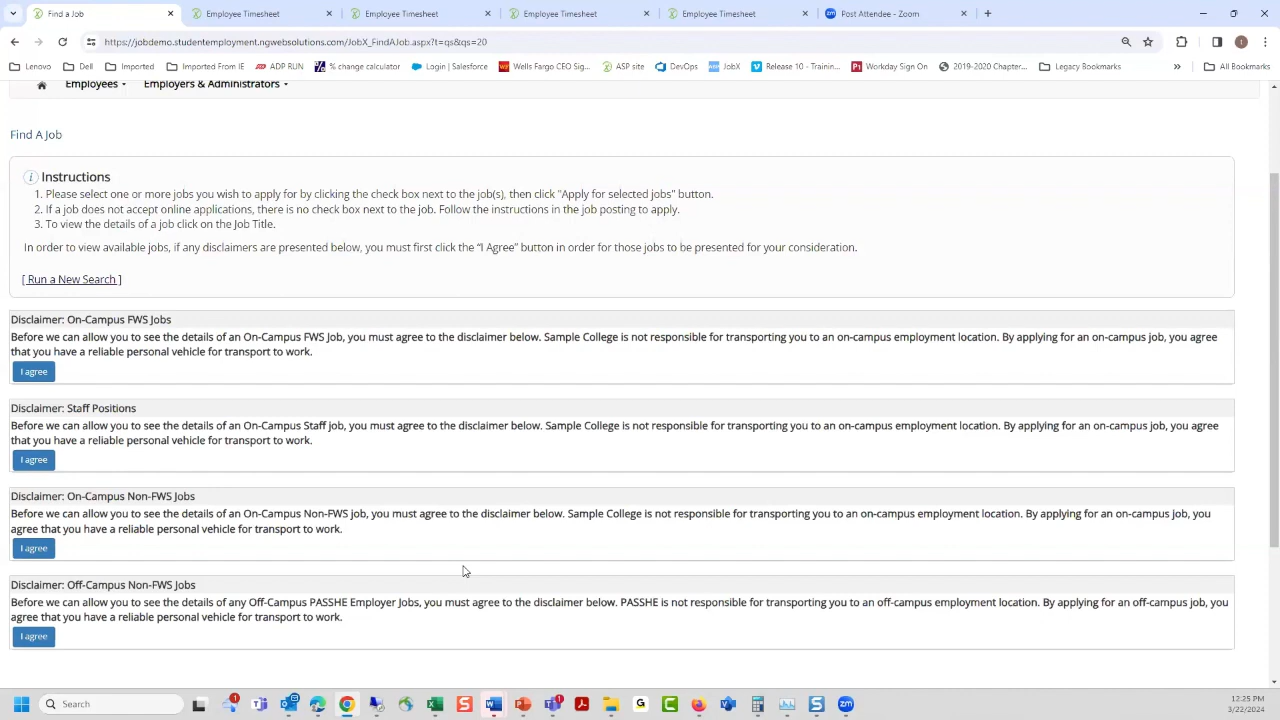 Find a Job
Employee Timesheet
Employee Timesheet
Employee Timesheet
Employee Timesheet
Post Attendee - Zoom
https://jobdemo.studentemployment.ngwebsolutions.com/JobX_FindAJob.aspx?t=qs&qs=20
Lenovo
Dell
Imported
Imported From IE
ADP RUN
% change calculator
Login | Salesforce
Wells Fargo CEO Sig...
ASP site
DevOps
JobX
Release 10 - Trainin...
Workday Sign On
2019-2020 Chapter...
Legacy Bookmarks
All Bookmarks
Employees
Employers & Administrators
Find A Job
Instructions
1. Please select one or more jobs you wish to apply for by clicking the check box next to the job(s), then click "Apply for selected jobs" button.
2. If a job does not accept online applications, there is no check box next to the job. Follow the instructions in the job posting to apply.
3. To view the details of a job click on the Job Title.
In order to view available jobs, if any disclaimers are presented below, you must first click the "I Agree" button in order for those jobs to be presented for your consideration.
[ Run a New Search ]
Disclaimer: On-Campus FWS Jobs
Before we can allow you to see the details of an On-Campus FWS Job, you must agree to the disclaimer below. Sample College is not responsible for transporting you to an on-campus employment location. By applying for an on-campus job, you agree
that you have a reliable personal vehicle for transport to work.
I agree
Disclaimer: Staff Positions
Before we can allow you to see the details of an On-Campus Staff job, you must agree to the disclaimer below. Sample College is not responsible for transporting you to an on-campus employment location. By applying for an on-campus job, you agree
that you have a reliable personal vehicle for transport to work.
I agree
Disclaimer: On-Campus Non-FWS Jobs
Before we can allow you to see the details of an On-Campus Non-FWS job, you must agree to the disclaimer below. Sample College is not responsible for transporting you to an on-campus employment location. By applying for an on-campus job, you
agree that you have a reliable personal vehicle for transport to work.
I agree
Disclaimer: Off-Campus Non-FWS Jobs
Before we can allow you to see the details of any Off-Campus PASSHE Employer Jobs, you must agree to the disclaimer below. PASSHE is not responsible for transporting you to an off-campus employment location. By applying for an off-campus job, you
agree that you have a reliable personal vehicle for transport to work.
I agree
Search
12:25 PM
3/22/2024